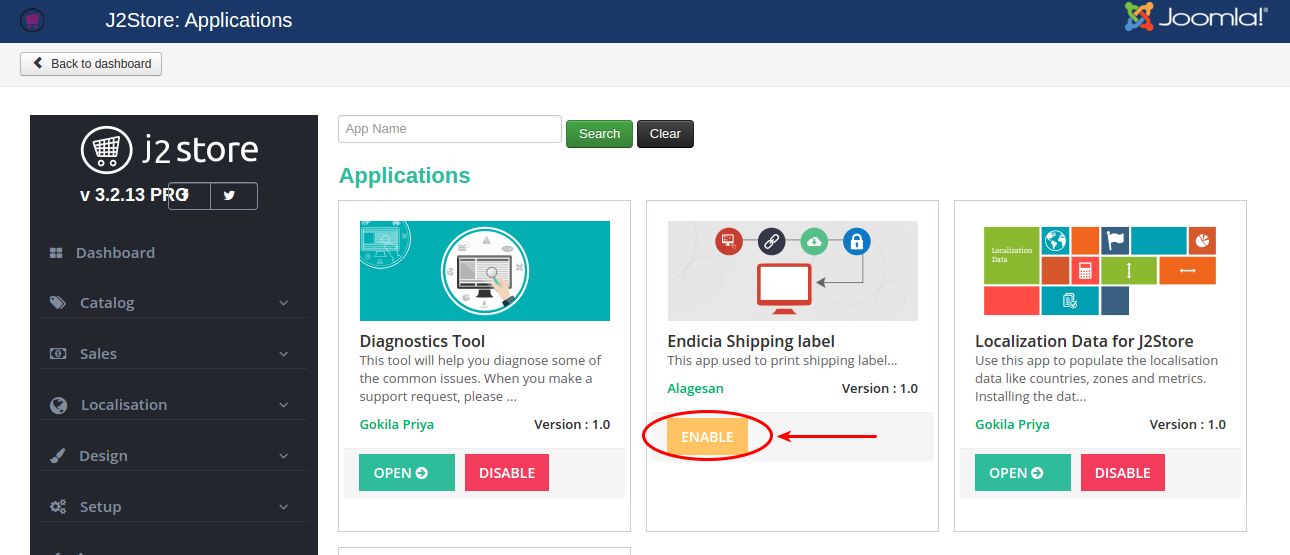 J2Store: Applications
Joomla!®
Back to dashboard
j2store
v 3.2.13 PRO
Dashboard
Catalog
Sales
Localisation
Design
Setup
App Name
Search
Clear
Applications
Diagnostics Tool
This tool will help you diagnose some of
the common issues. When you make a
support request, please ...
Gokila Priya Version : 1.0
OPEN DISABLE
Endicia Shipping label
This app used to print shipping label...
Alagesan Version : 1.0
ENABLE
Localization
Data
Localization Data for J2Store
Use this app to populate the localisation
data like countries, zones and metrics.
Installing the dat...
Gokila Priya Version : 1.0
OPEN DISABLE